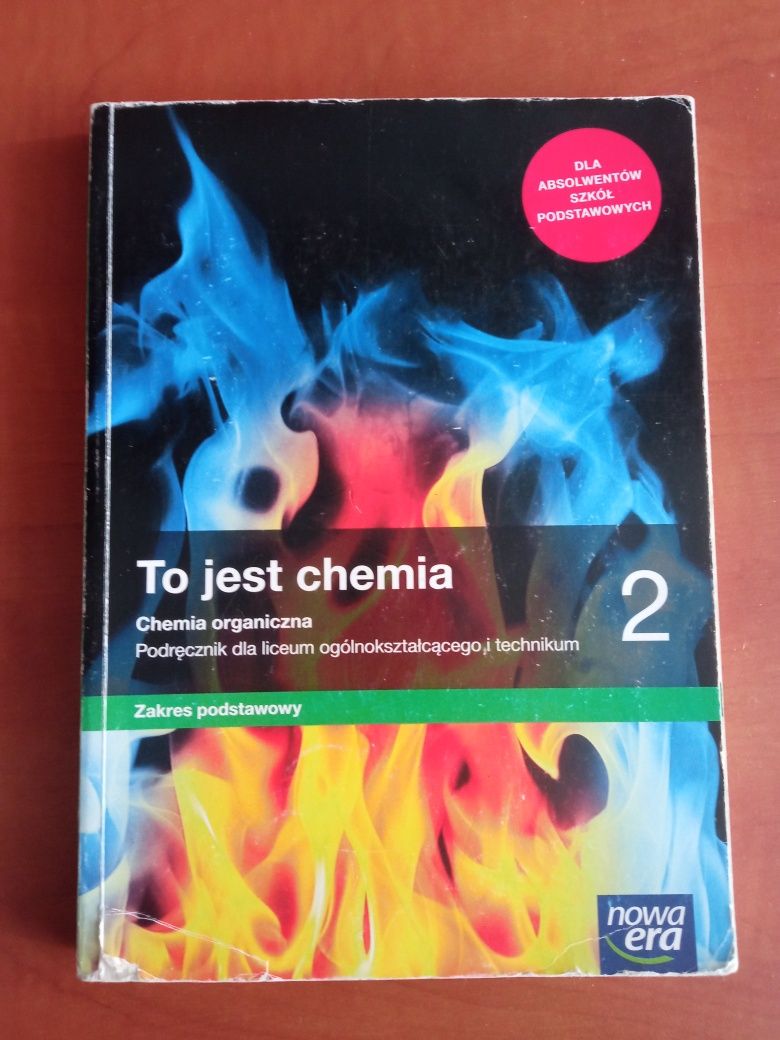 DLA
ABSOLWENTÓW
SZKÓŁ
PODSTAWOWYCH
To jest chemia
2
Chemia organiczna
Podręcznik dla liceum ogólnokształcącego i technikum
Zakres podstawowy
nowa
era